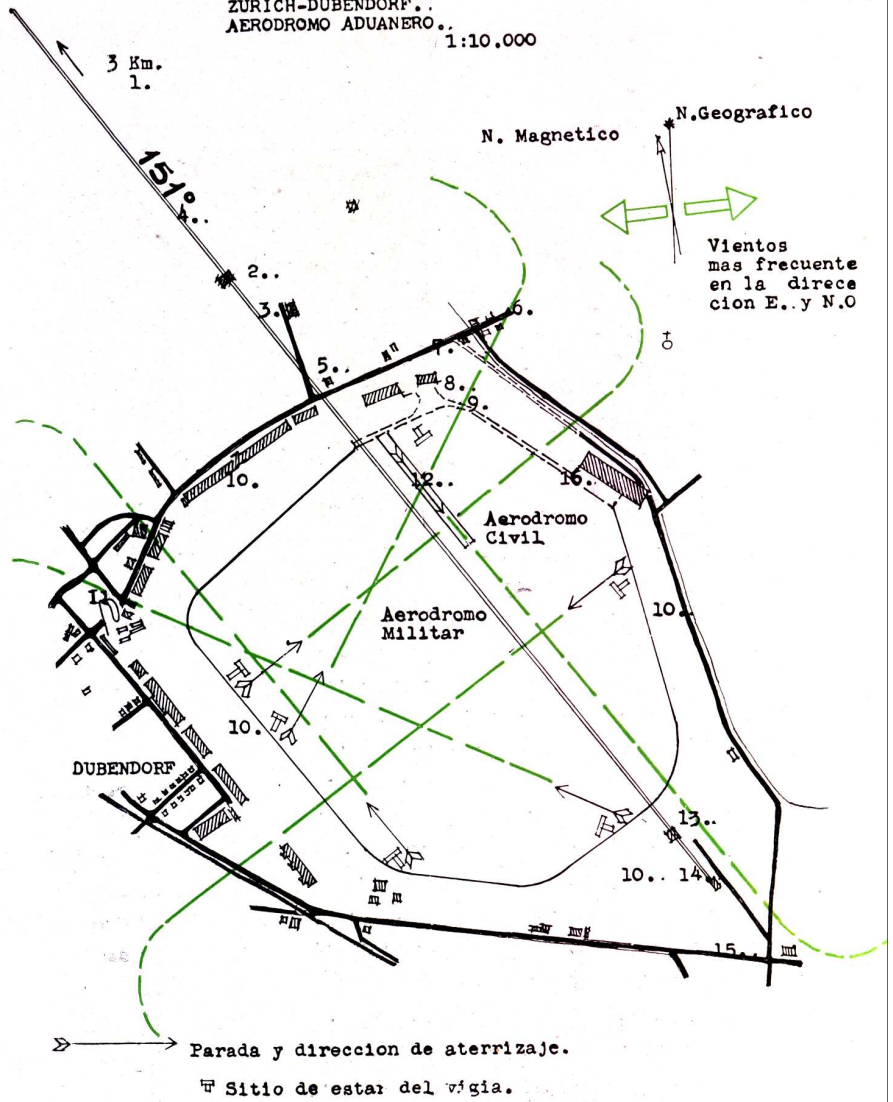 ZURICH-DUBENDORF..
AERODROMO ADUANERO..
1:10.000
3 Km.
1.
N. Magnetico
N.Geografico
151º
4..
Vientos
mas frecuente
en la direce
cion E..y N.O
2..
3..
6.
5..
7.
8..
9.
10.
12..
16.
Aerodromo
Civil
11
Aerodromo
Militar
10.
10.
DUBENDORF
13..
10..
14
15..
Parada y direccion de aterrizaje.
Sitio de estar del vigia.